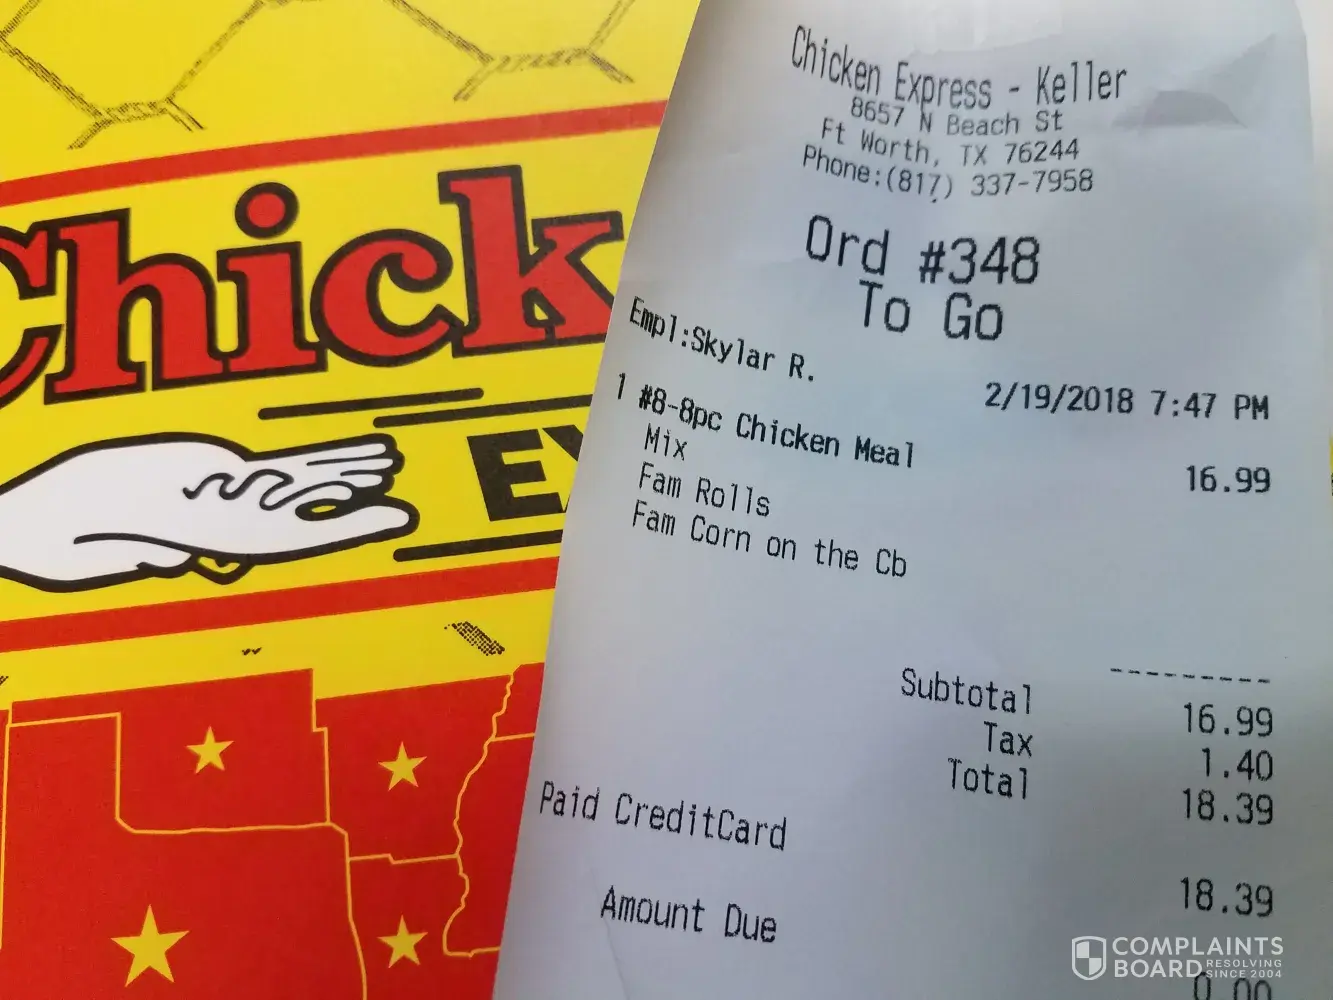 Chick
EX
Chicken Express - Keller
8657 N Beach St
Ft Worth, TX 76244
Phone:(817) 337-7958
Ord #348
To Go
Empl:Skylar R.
2/19/2018 7:47 PM
1 #8-8pc Chicken Meal 16.99
Mix
Fam Rolls
Fam Corn on the Cb
---------
Subtotal 16.99
Tax 1.40
Total 18.39
Paid CreditCard 18.39
Amount Due 0.00
COMPLAINTS
BOARD RESOLVING
SINCE 2004